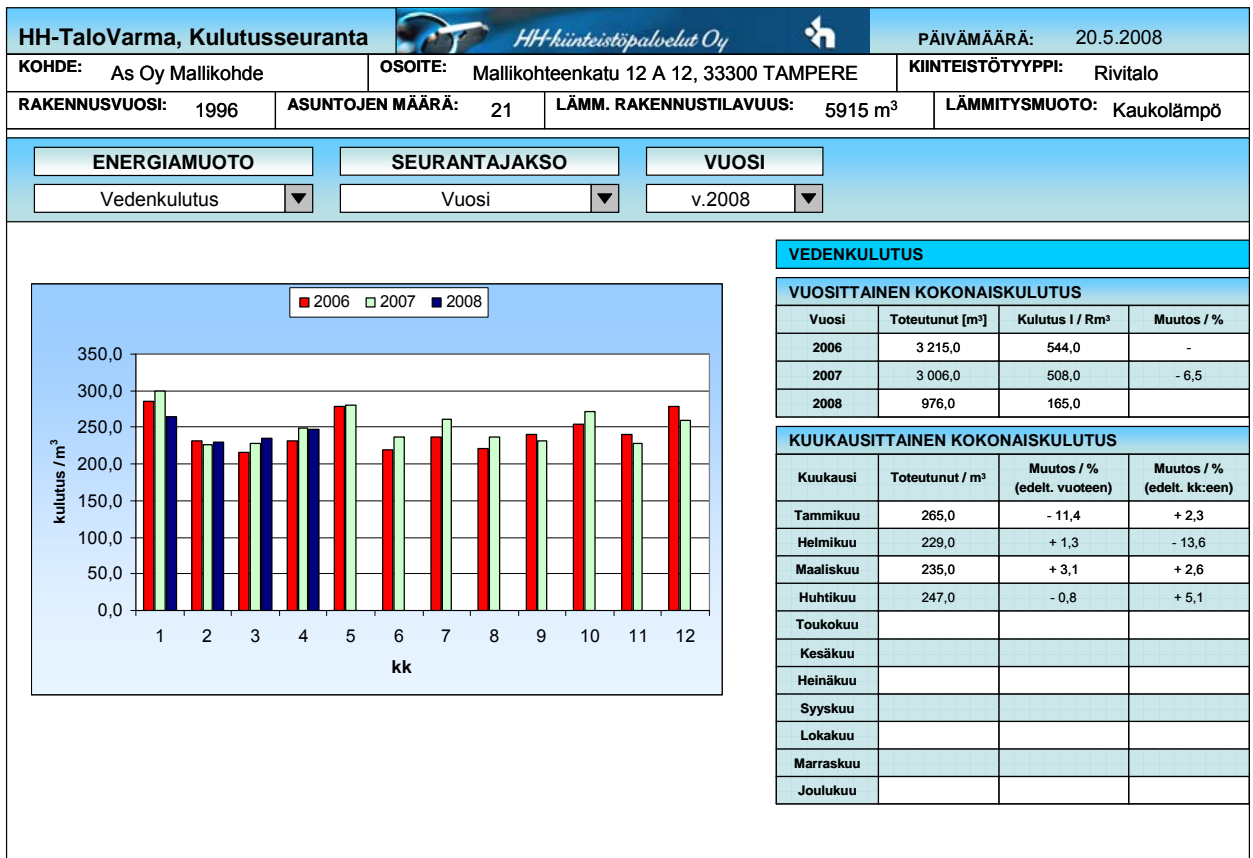 HH-TaloVarma, Kulutusseuranta HH-kiinteistöpalvelut Oy PÄIVÄMÄÄRÄ: 20.5.2008
KOHDE: As Oy Mallikohde OSOITE: Mallikohteenkatu 12 A 12, 33300 TAMPERE KIINTEISTÖTYYPPI: Rivitalo
RAKENNUSVUOSI: 1996 ASUNTOJEN MÄÄRÄ: 21 LÄMM. RAKENNUSTILAVUUS: 5915 m³ LÄMMITYSMUOTO: Kaukolämpö
ENERGIAMUOTO SEURANTAJAKSO VUOSI
Vedenkulutus Vuosi v.2008
2006 2007 2008
350,0
300,0
250,0
200,0
150,0
100,0
50,0
0,0
kulutus / m³
1 2 3 4 5 6 7 8 9 10 11 12
kk
VEDENKULUTUS
VUOSITTAINEN KOKONAISKULUTUS
Vuosi Toteutunut [m³] Kulutus l / Rm³ Muutos / %
2006 3 215,0 544,0 -
2007 3 006,0 508,0 - 6,5
2008 976,0 165,0
KUUKAUSITTAINEN KOKONAISKULUTUS
Kuukausi Toteutunut / m³ Muutos / % (edelt. vuoteen) Muutos / % (edelt. kk:een)
Tammikuu 265,0 - 11,4 + 2,3
Helmikuu 229,0 + 1,3 - 13,6
Maaliskuu 235,0 + 3,1 + 2,6
Huhtikuu 247,0 - 0,8 + 5,1
Toukokuu
Kesäkuu
Heinäkuu
Syyskuu
Lokakuu
Marraskuu
Joulukuu